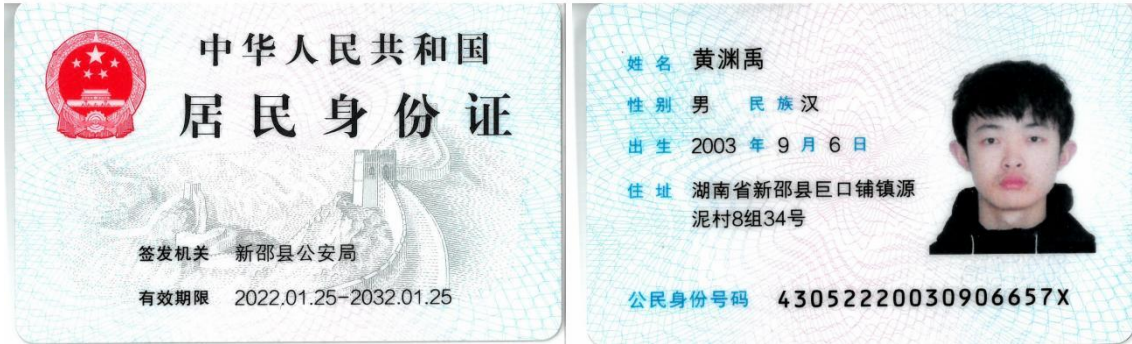 中华人民共和国
居民身份证
签发机关 新邵县公安局
有效期限 2022.01.25-2032.01.25
姓名 黄渊禹
性别 男 民族 汉
出生 2003 年 9 月 6 日
住址 湖南省新邵县巨口铺镇源
泥村8组34号
公民身份号码 43052220030906657X